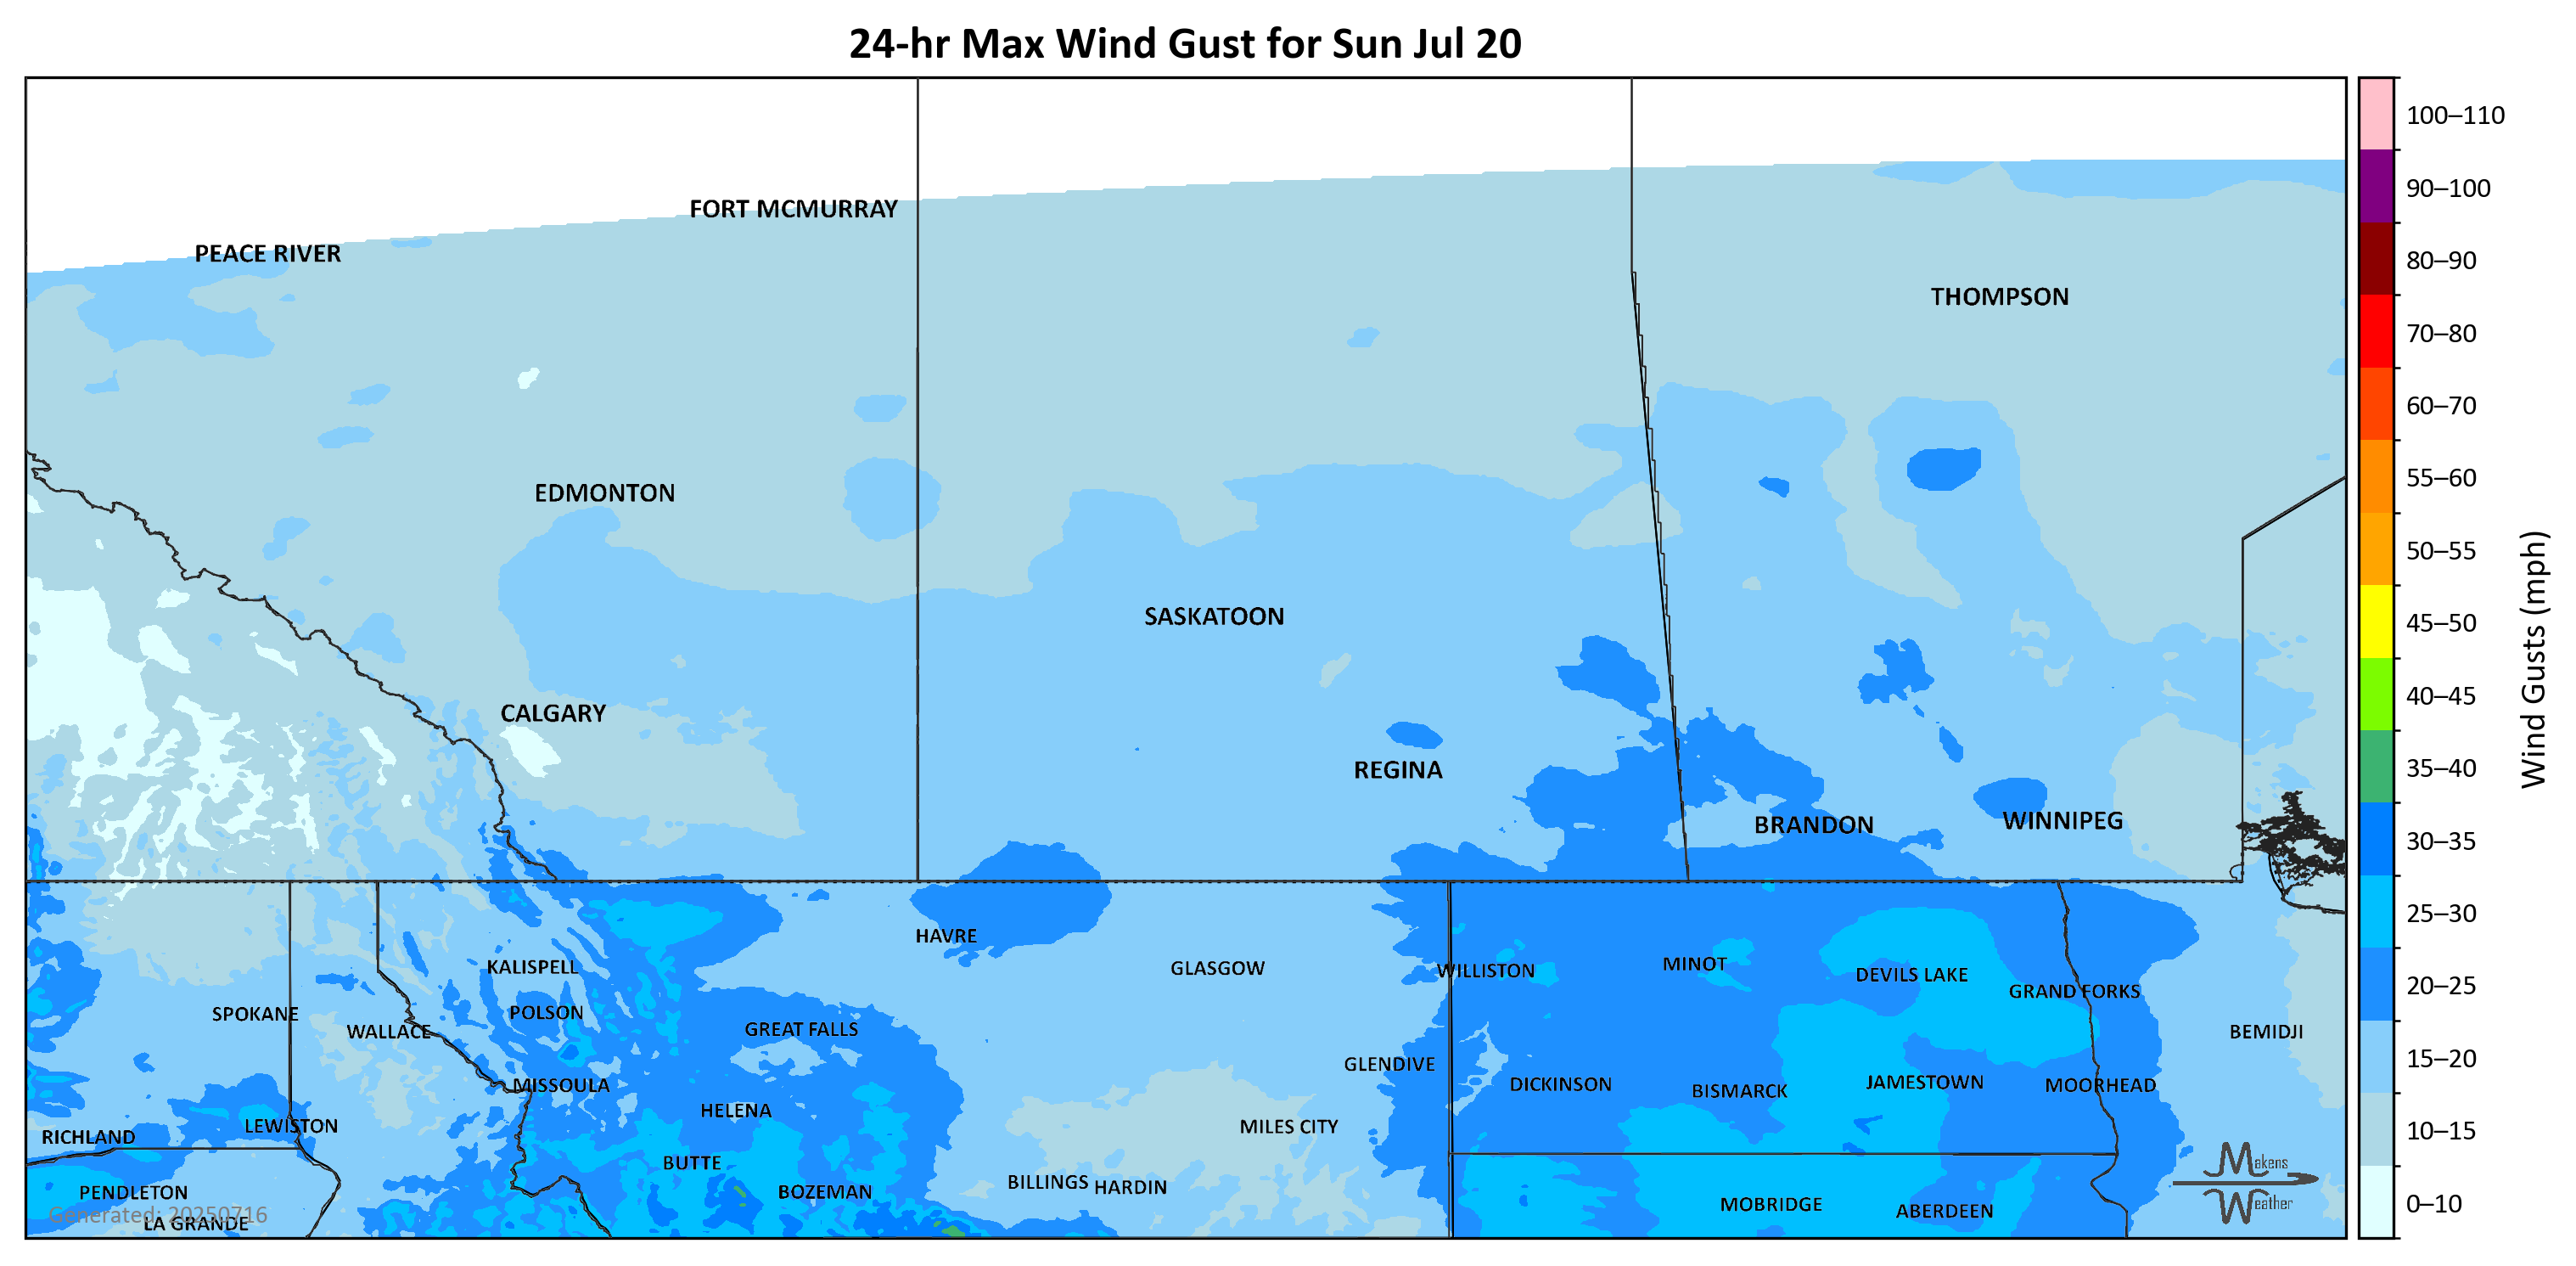 24-hr Max Wind Gust for Sun Jul 20
FORT MCMURRAY
PEACE RIVER
THOMPSON
EDMONTON
SASKATOON
CALGARY
REGINA
BRANDON
WINNIPEG
HAVRE
KALISPELL
GLASGOW
WILLISTON
MINOT
DEVILS LAKE
GRAND FORKS
SPOKANE
POLSON
WALLACE
GREAT FALLS
BEMIDJI
GLENDIVE
MISSOULA
DICKINSON
BISMARCK
JAMESTOWN
MOORHEAD
HELENA
LEWISTON
MILES CITY
RICHLAND
BUTTE
BILLINGS
HARDIN
PENDLETON
BOZEMAN
MOBRIDGE
ABERDEEN
Generated: 20250716
LA GRANDE
Makens
Weather
100–110
90–100
80–90
70–80
60–70
55–60
50–55
45–50
40–45
35–40
30–35
25–30
20–25
15–20
10–15
0–10
Wind Gusts (mph)